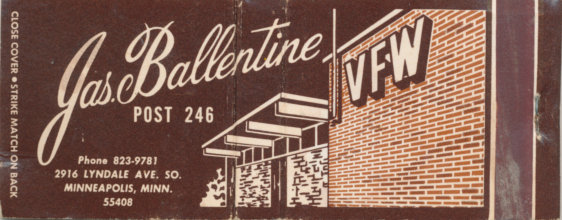 CLOSE COVER • STRIKE MATCH ON BACK
Jas. Ballentine
POST 246
Phone 823-9781
2916 LYNDALE AVE. SO.
MINNEAPOLIS, MINN.
55408
VFW